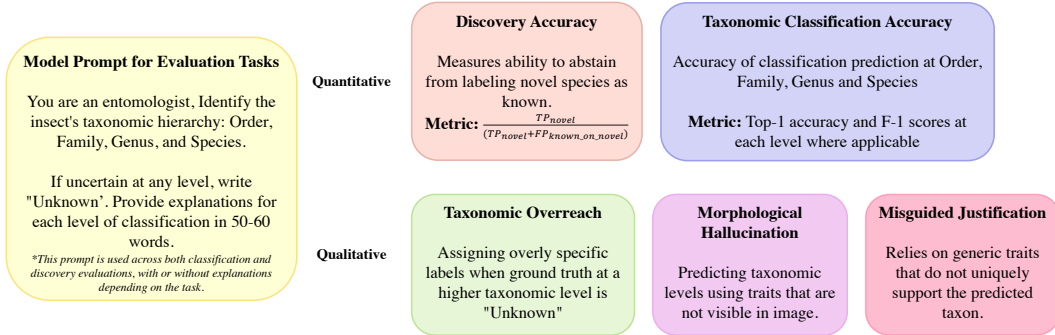 Model Prompt for Evaluation Tasks
You are an entomologist, Identify the
insect's taxonomic hierarchy: Order,
Family, Genus, and Species.
If uncertain at any level, write
"Unknown'. Provide explanations for
each level of classification in 50-60
words.
*This prompt is used across both classification and
discovery evaluations, with or without explanations
depending on the task.
Quantitative
Discovery Accuracy
Measures ability to abstain
from labeling novel species as
known.
Metric: TP_novel / (TP_novel+FP_known_on_novel)
Taxonomic Classification Accuracy
Accuracy of classification prediction at Order,
Family, Genus and Species
Metric: Top-1 accuracy and F-1 scores at
each level where applicable
Qualitative
Taxonomic Overreach
Assigning overly specific
labels when ground truth at a
higher taxonomic level is
"Unknown"
Morphological
Hallucination
Predicting taxonomic
levels using traits that are
not visible in image.
Misguided Justification
Relies on generic traits
that do not uniquely
support the predicted
taxon.